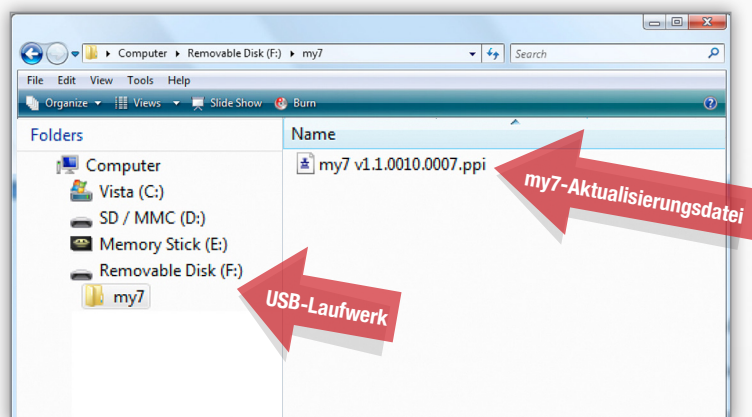 Computer Removable Disk (F:) my7
Search
File Edit View Tools Help
Organize Views Slide Show Burn
Folders
Name
Computer
Vista (C:)
SD / MMC (D:)
Memory Stick (E:)
Removable Disk (F:)
my7
my7 v1.1.0010.0007.ppi
my7-Aktualisierungsdatei
USB-Laufwerk